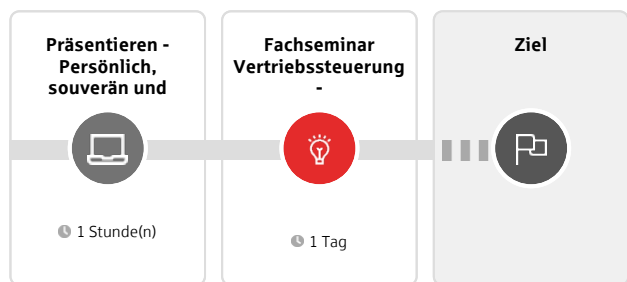 Präsentieren -
Persönlich,
souverän und
1 Stunde(n)
Fachseminar
Vertriebssteuerung
-
1 Tag
Ziel